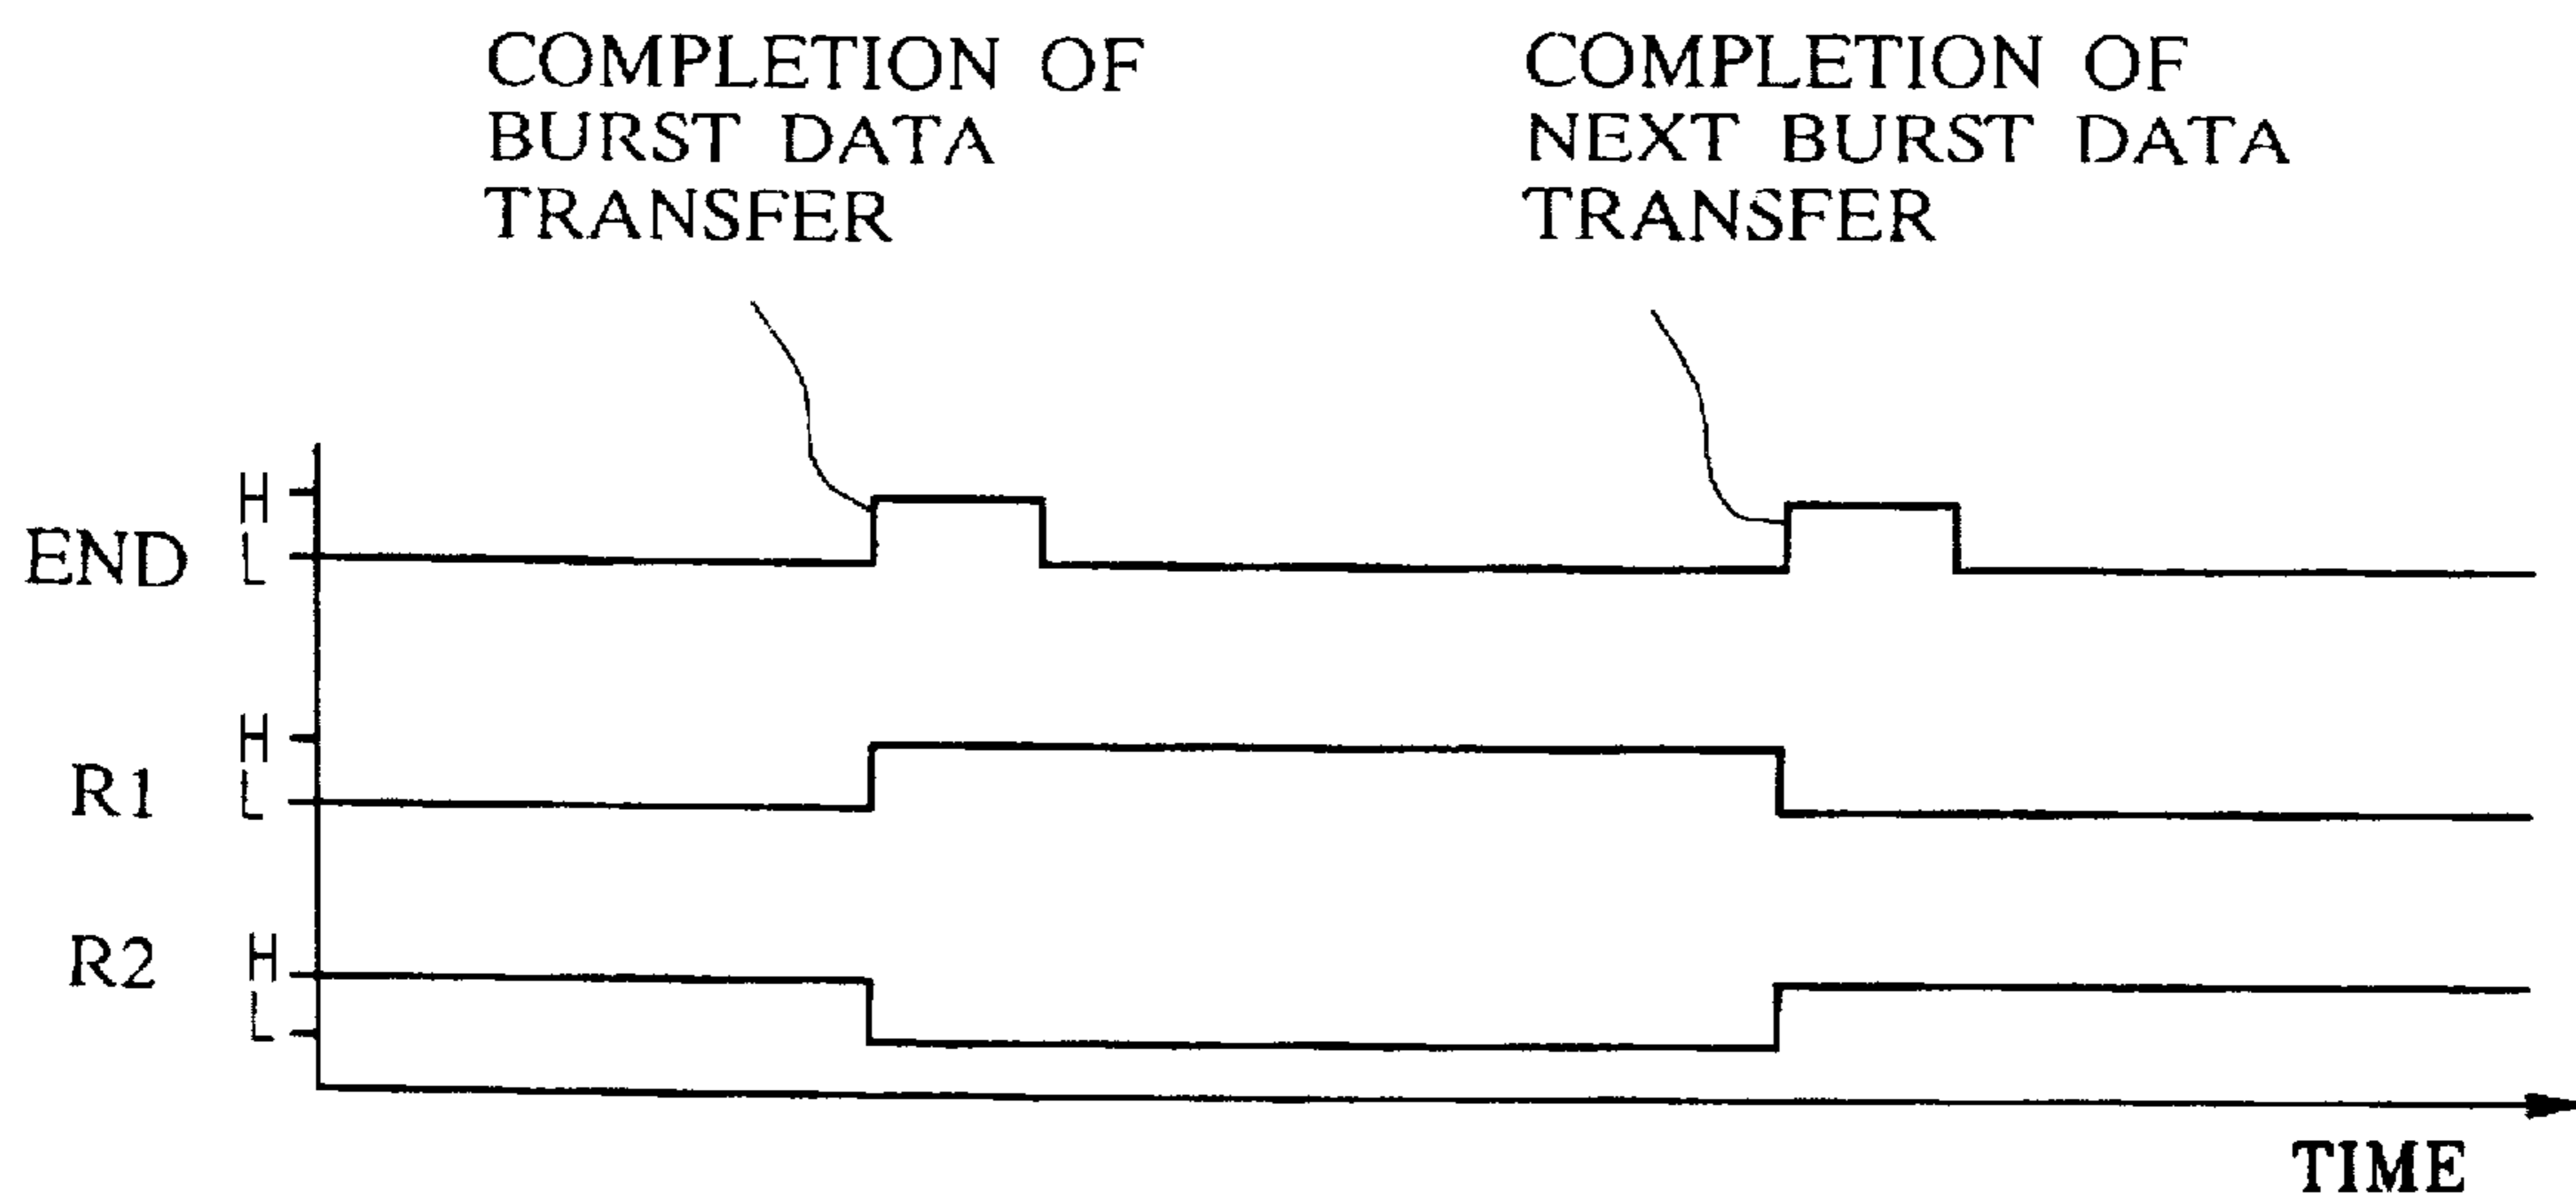 COMPLETION OF
BURST DATA
TRANSFER
COMPLETION OF
NEXT BURST DATA
TRANSFER
H
END L
H
R1 L
R2 H
L
TIME